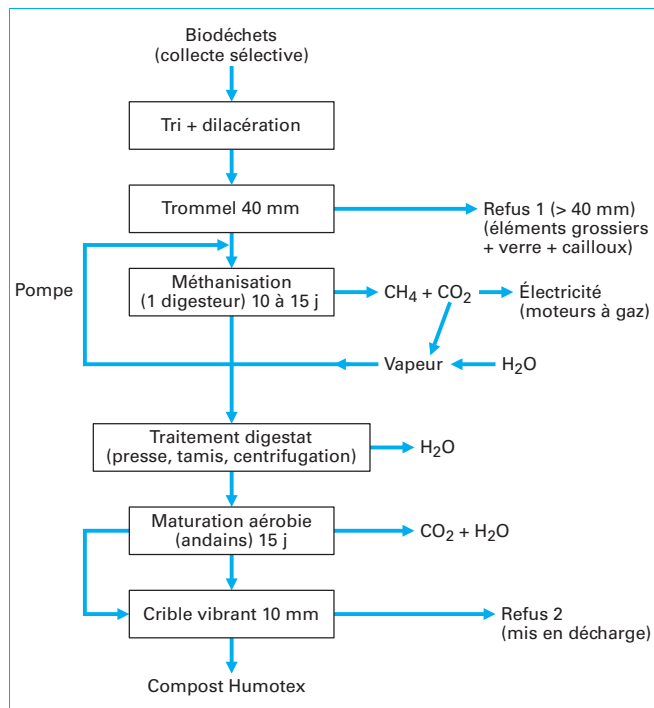 Biodéchets
(collecte sélective)
Tri + dilacération
Trommel 40 mm
Refus 1 (> 40 mm)
(éléments grossiers
+ verre + cailloux)
Pompe
Méthanisation
(1 digesteur) 10 à 15 j
CH4 + CO2
Électricité
(moteurs à gaz)
Vapeur
H2O
Traitement digestat
(presse, tamis, centrifugation)
H2O
Maturation aérobie
(andains) 15 j
CO2 + H2O
Crible vibrant 10 mm
Refus 2
(mis en décharge)
Compost Humotex